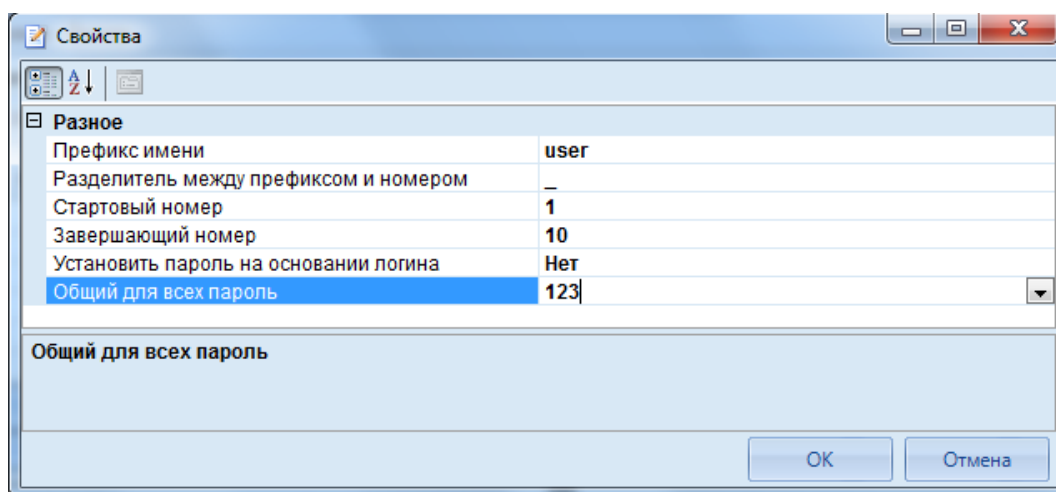 Свойства
Разное
Префикс имени user
Разделитель между префиксом и номером _
Стартовый номер 1
Завершающий номер 10
Установить пароль на основании логина Нет
Общий для всех пароль 123
Общий для всех пароль
ОК Отмена